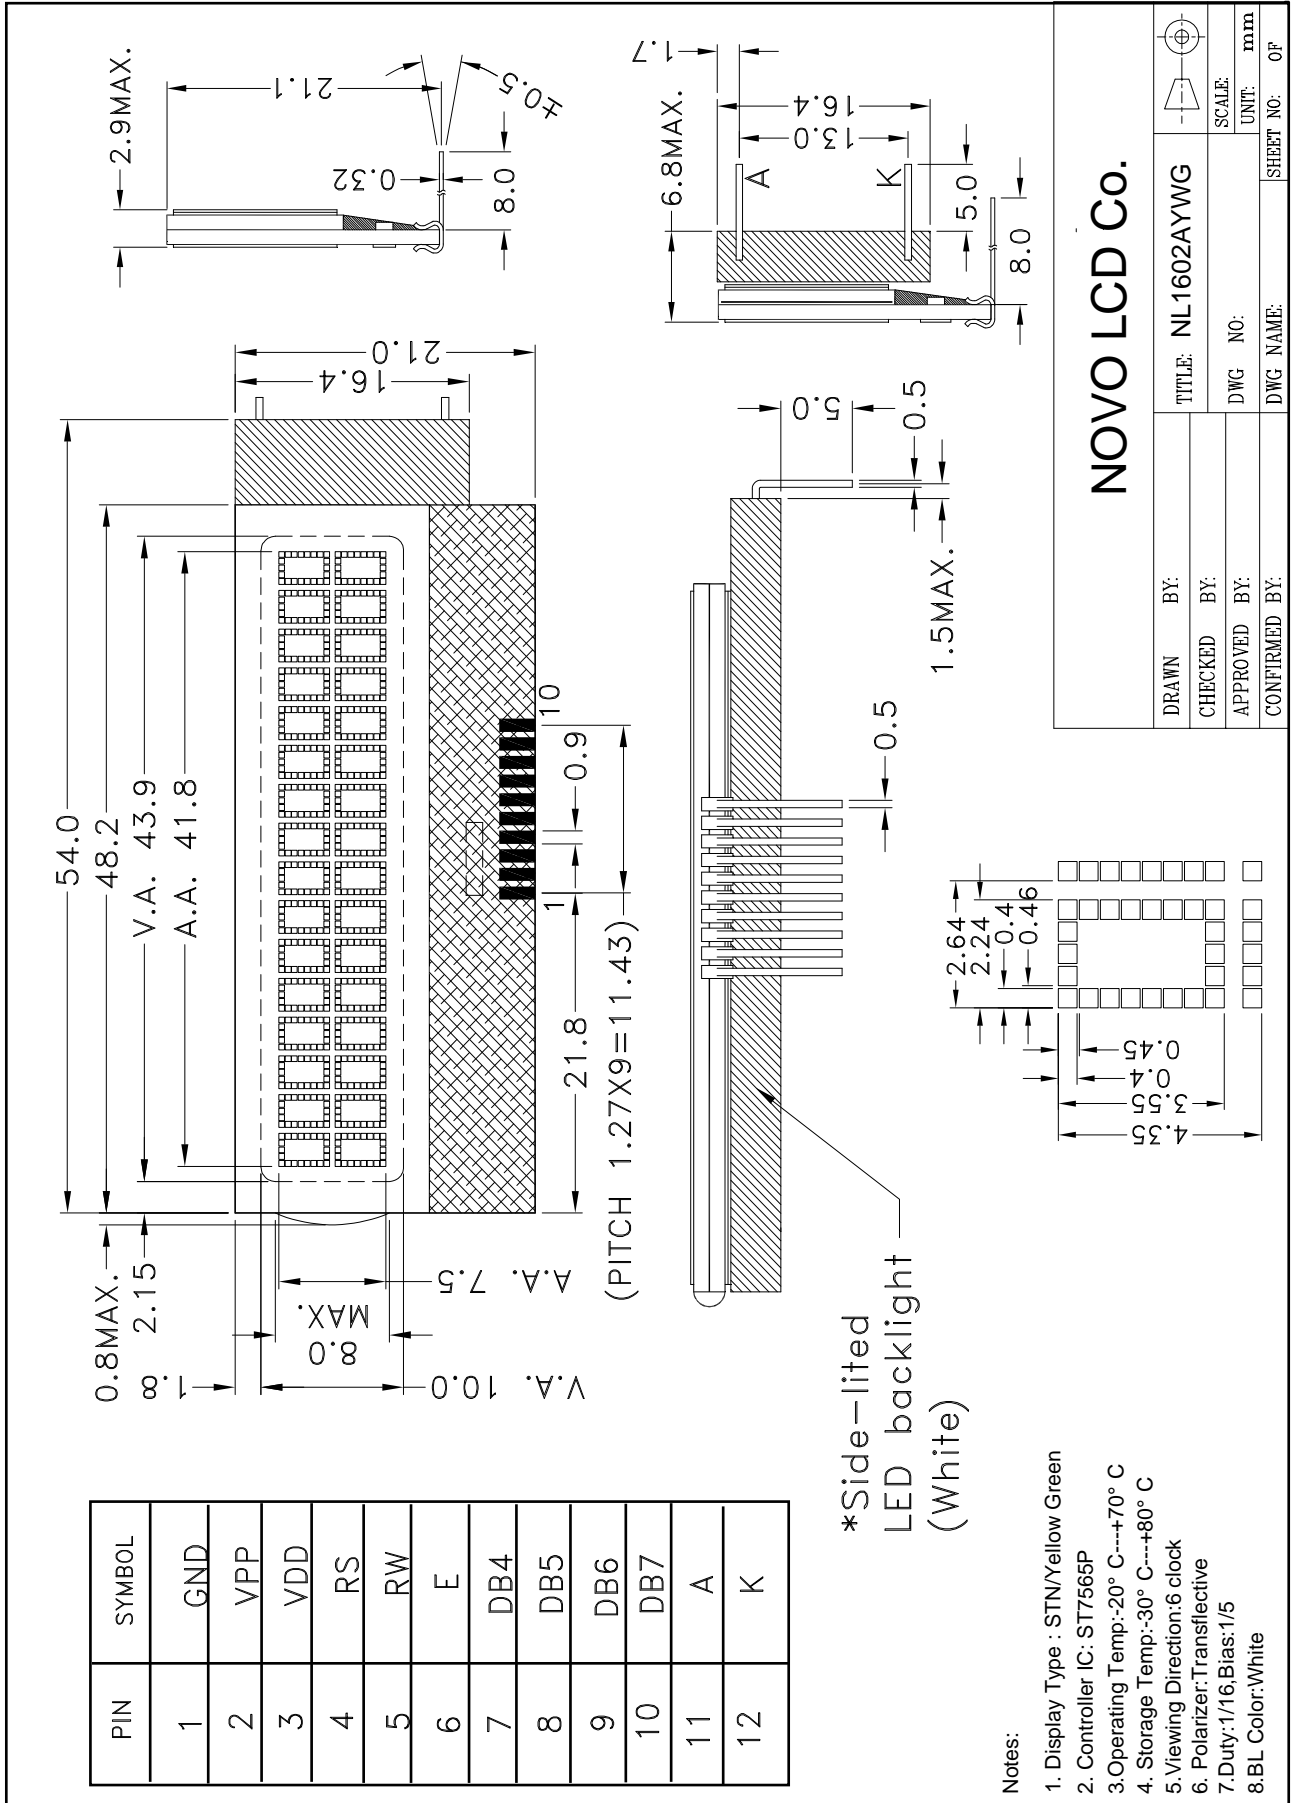 54.0
48.2
V.A. 43.9
A.A. 41.8
0.8MAX.
2.15
1.8
V.A. 10.0
8.0
MAX.
A.A. 7.5
16.4
21.0
1
10
0.9
21.8
(PITCH 1.27X9=11.43)
2.9MAX.
21.1
±0.5
0.32
8.0
6.8MAX.
1.7
16.4
13.0
A
K
5.0
8.0
5.0
0.5
1.5MAX.
0.5
*Side-lited
LED backlight
(White)
2.64
2.24
0.4
0.46
0.45
0.4
3.55
4.35
PIN SYMBOL
1 GND
2 VPP
3 VDD
4 RS
5 RW
6 E
7 DB4
8 DB5
9 DB6
10 DB7
11 A
12 K
Notes:
1. Display Type : STN/Yellow Green
2. Controller IC: ST7565P
3.Operating Temp:-20° C---+70° C
4. Storage Temp:-30° C---+80° C
5.Viewing Direction:6 clock
6. Polarizer:Transflective
7.Duty:1/16,Bias:1/5
8.BL Color:White
NOVO LCD Co.
DRAWN BY:
CHECKED BY:
APPROVED BY:
CONFIRMED BY:
TITLE: NL1602AYWG
DWG NO:
DWG NAME:
SCALE:
UNIT: mm
SHEET NO: OF